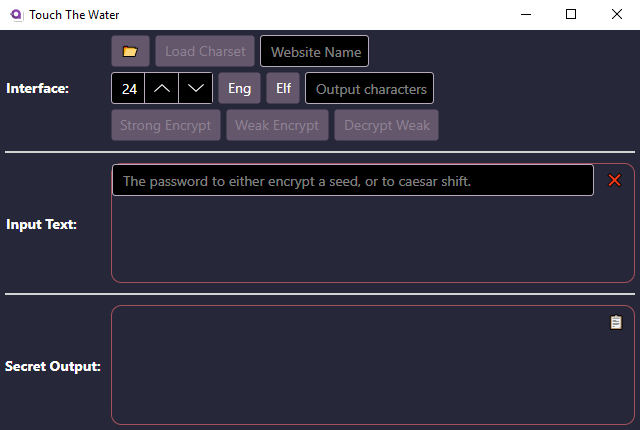 Touch The Water
Load Charset Website Name
Interface: 24 Eng Elf Output characters
Strong Encrypt Weak Encrypt Decrypt Weak
The password to either encrypt a seed, or to caesar shift.
Input Text:
Secret Output: